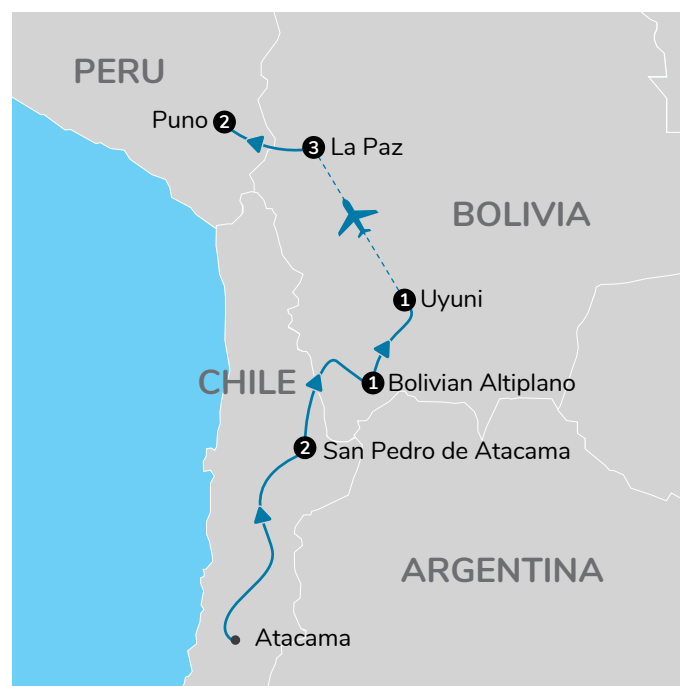 PERU
Puno 2
3 La Paz
BOLIVIA
1 Uyuni
CHILE
1 Bolivian Altiplano
2 San Pedro de Atacama
ARGENTINA
Atacama